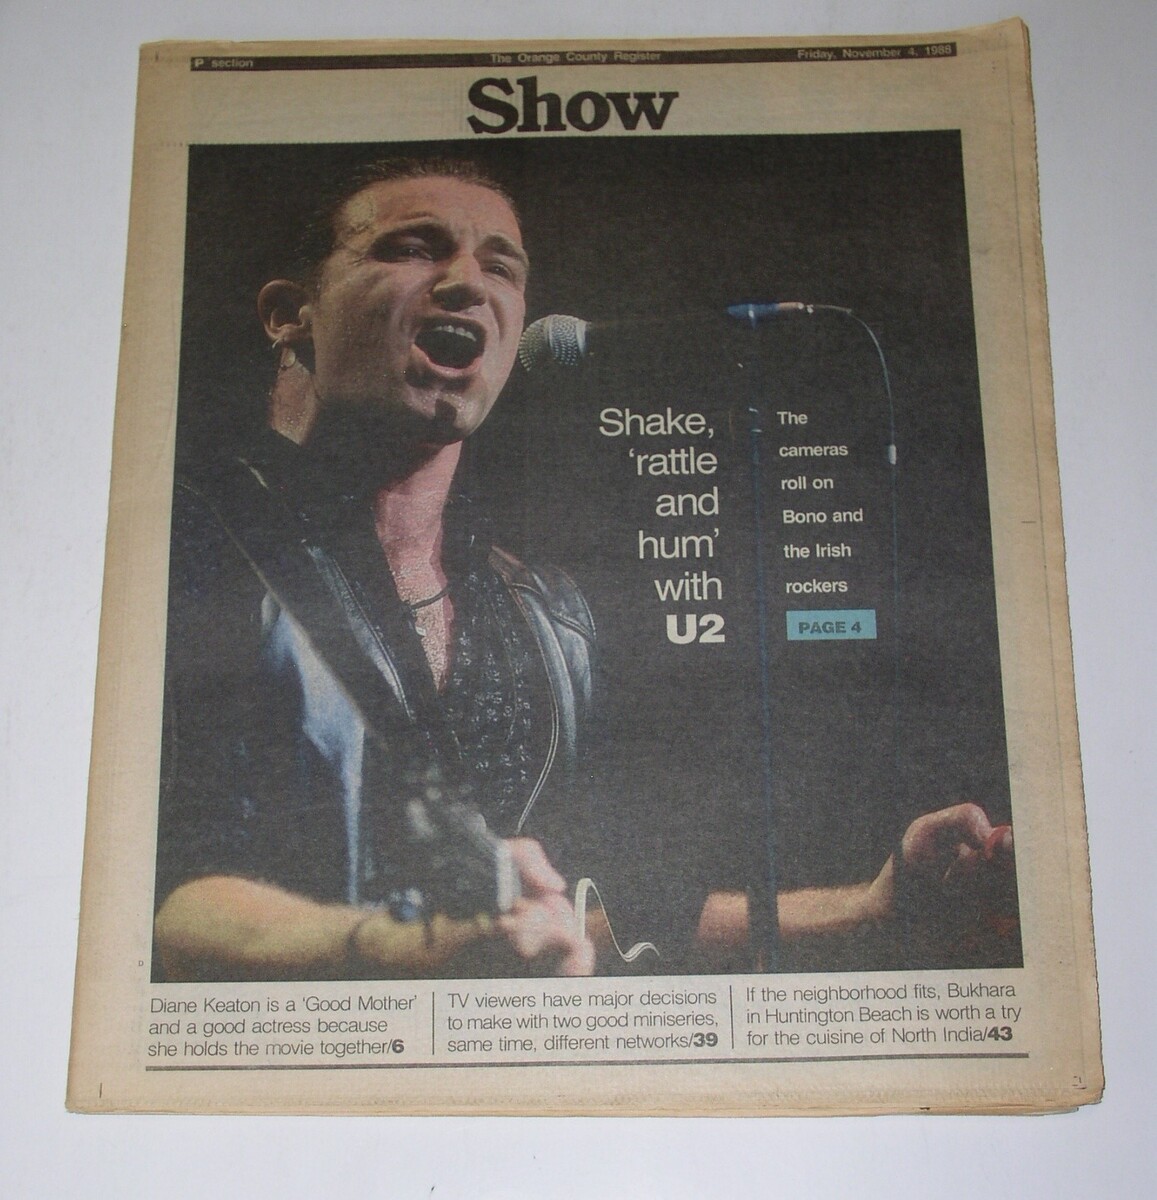 P section
The Orange County Register
Friday, November 4, 1988
Show
Shake,
'rattle
and
hum'
with
U2
The
cameras
roll on
Bono and
the Irish
rockers
PAGE 4
Diane Keaton is a 'Good Mother'
and a good actress because
she holds the movie together/6
TV viewers have major decisions
to make with two good miniseries,
same time, different networks/39
If the neighborhood fits, Bukhara
in Huntington Beach is worth a try
for the cuisine of North India/43